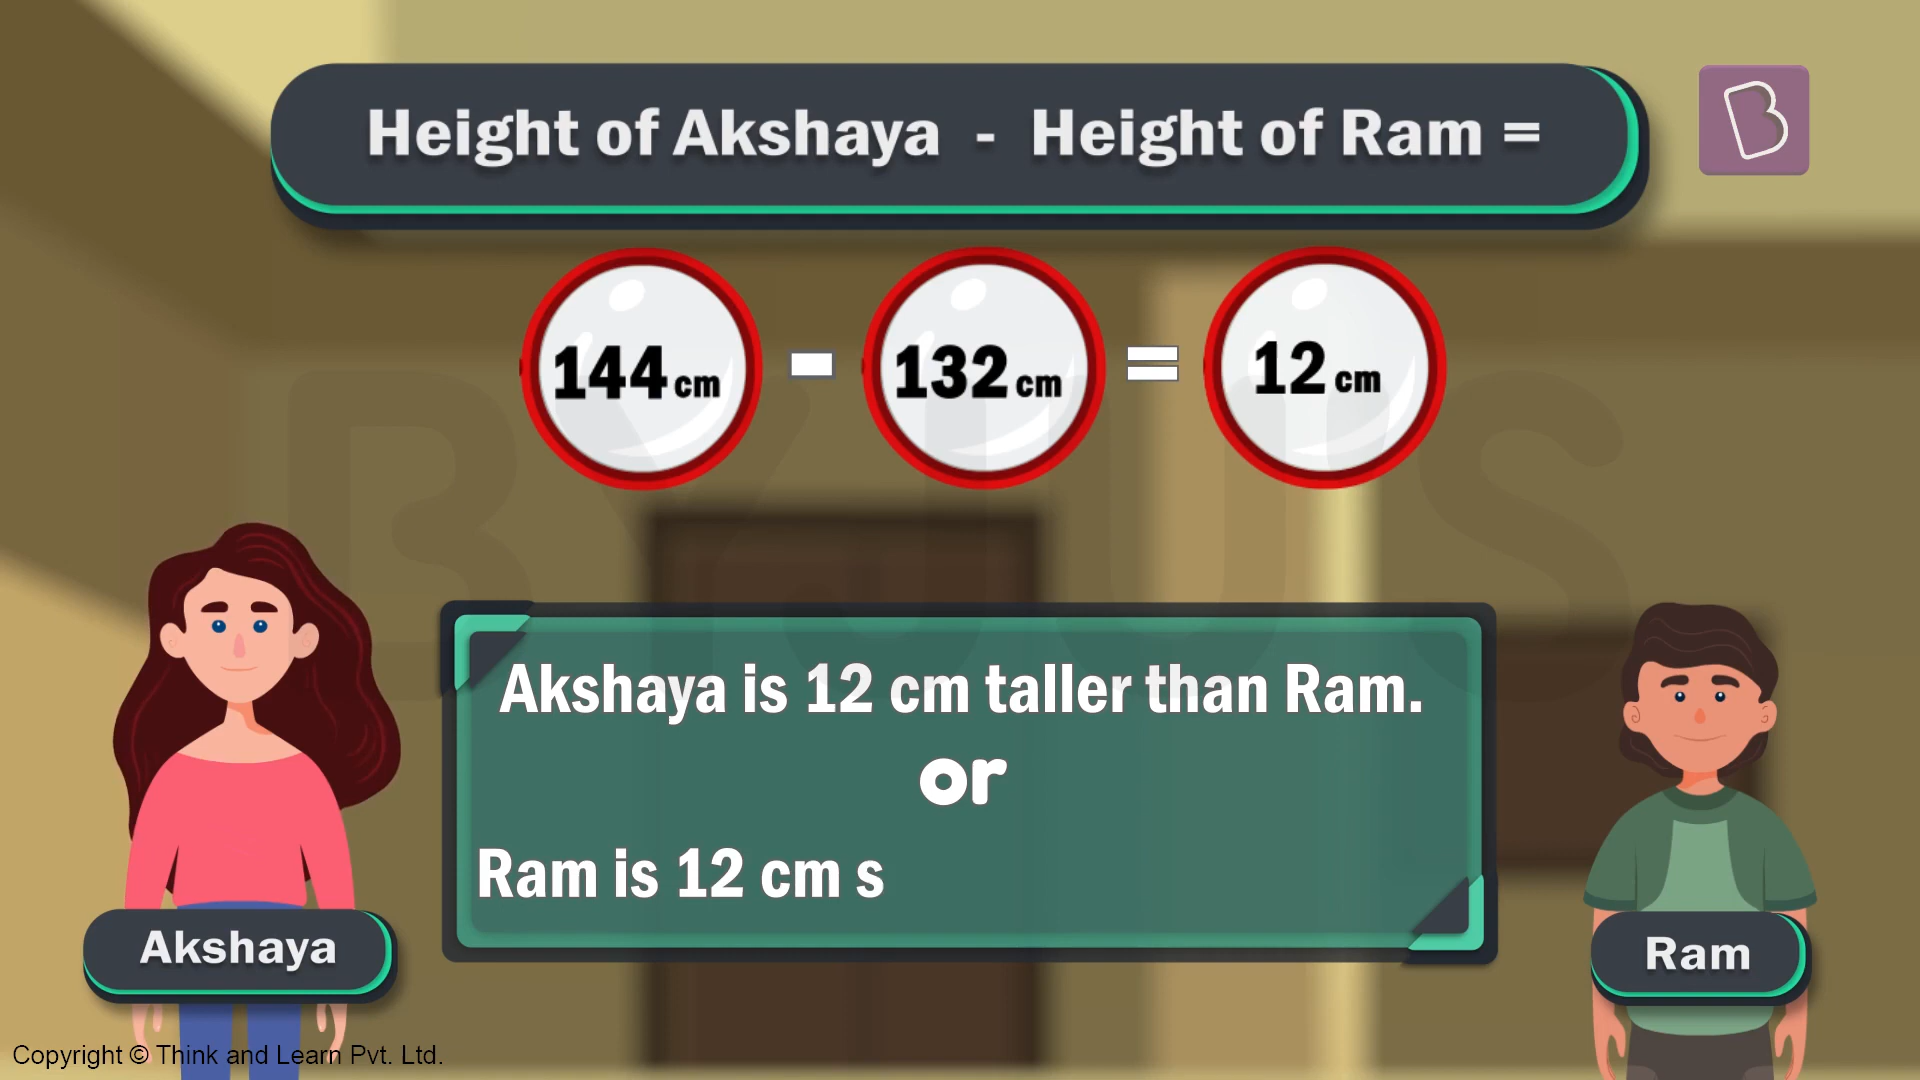 Height of Akshaya - Height of Ram =
B
144 cm - 132 cm = 12 cm
BYJU'S
Akshaya is 12 cm taller than Ram.
or
Ram is 12 cm s
Akshaya
Ram
Copyright © Think and Learn Pvt. Ltd.